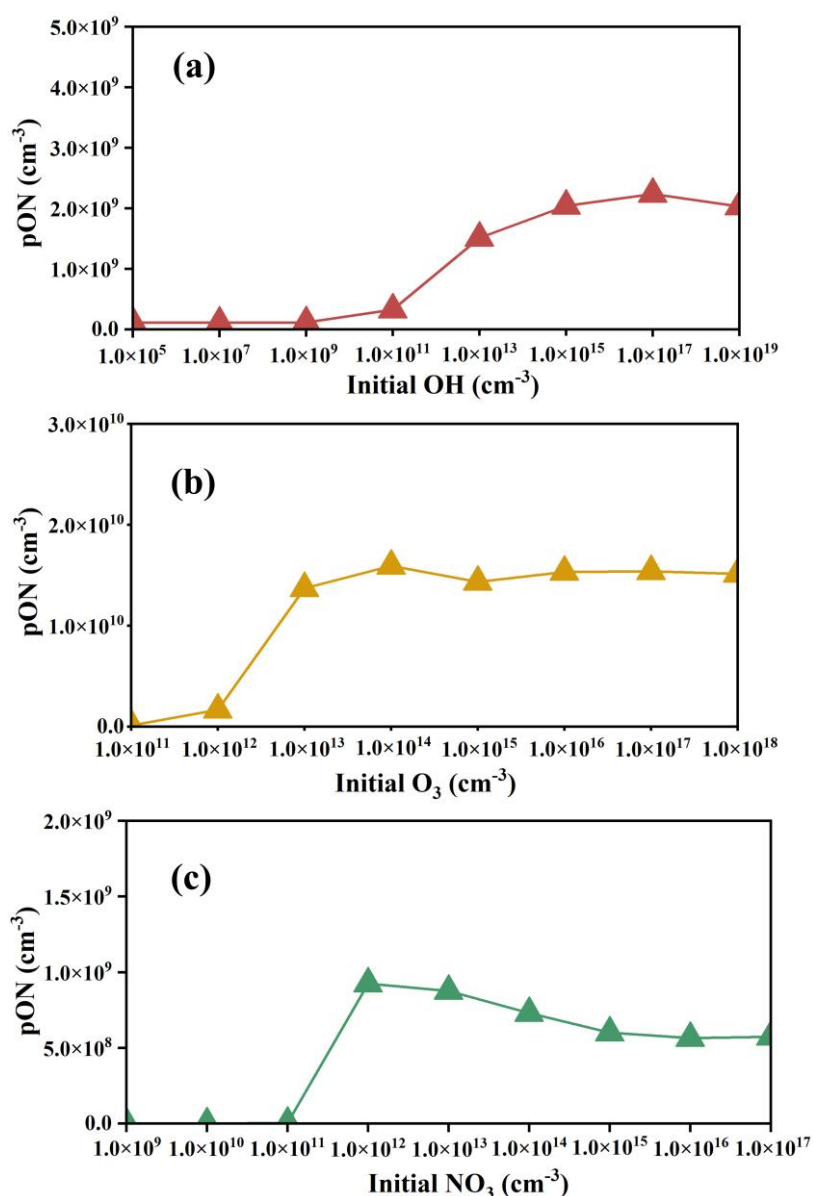 (a)
5.0×10⁹
4.0×10⁹
3.0×10⁹
2.0×10⁹
1.0×10⁹
0.0
pON (cm⁻³)
1.0×10⁵ 1.0×10⁷ 1.0×10⁹ 1.0×10¹¹ 1.0×10¹³ 1.0×10¹⁵ 1.0×10¹⁷ 1.0×10¹⁹
Initial OH (cm⁻³)
(b)
3.0×10¹⁰
2.0×10¹⁰
1.0×10¹⁰
0.0
pON (cm⁻³)
1.0×10¹¹ 1.0×10¹² 1.0×10¹³ 1.0×10¹⁴ 1.0×10¹⁵ 1.0×10¹⁶ 1.0×10¹⁷ 1.0×10¹⁸
Initial O₃ (cm⁻³)
(c)
2.0×10⁹
1.5×10⁹
1.0×10⁹
5.0×10⁸
0.0
pON (cm⁻³)
1.0×10⁹ 1.0×10¹⁰ 1.0×10¹¹ 1.0×10¹² 1.0×10¹³ 1.0×10¹⁴ 1.0×10¹⁵ 1.0×10¹⁶ 1.0×10¹⁷
Initial NO₃ (cm⁻³)